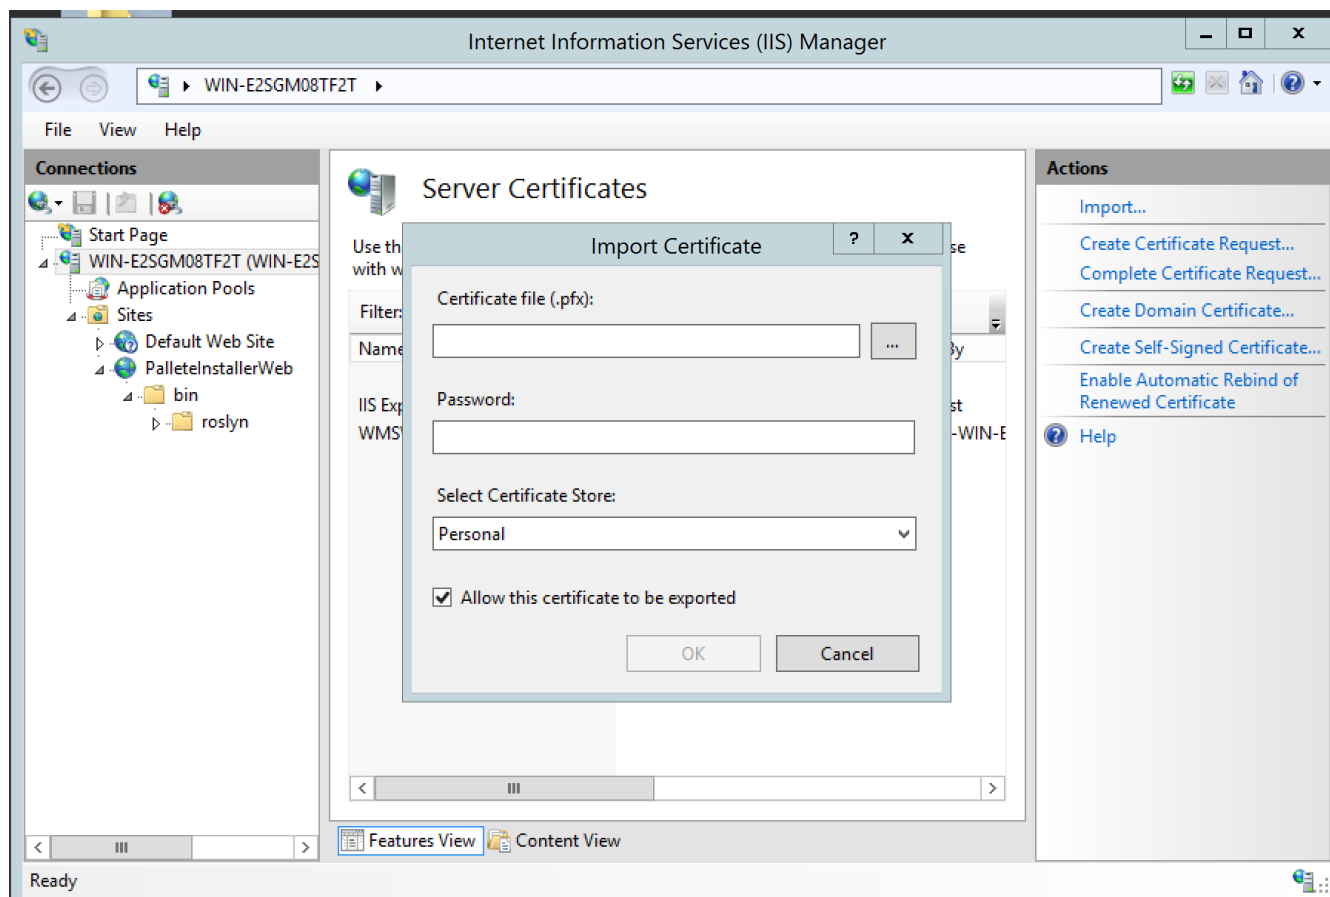 Internet Information Services (IIS) Manager
WIN-E2SGM08TF2T
File View Help
Connections
Start Page
WIN-E2SGM08TF2T (WIN-E2S
Application Pools
Sites
Default Web Site
PalleteInstallerWeb
bin
roslyn
Server Certificates
Use th
se
with w
Filter:
Name
By
IIS Exp
st
WMSV
-WIN-E
Import Certificate
Certificate file (.pfx):
...
Password:
Select Certificate Store:
Personal
Allow this certificate to be exported
OK Cancel
Features View Content View
Actions
Import...
Create Certificate Request...
Complete Certificate Request...
Create Domain Certificate...
Create Self-Signed Certificate...
Enable Automatic Rebind of
Renewed Certificate
Help
Ready